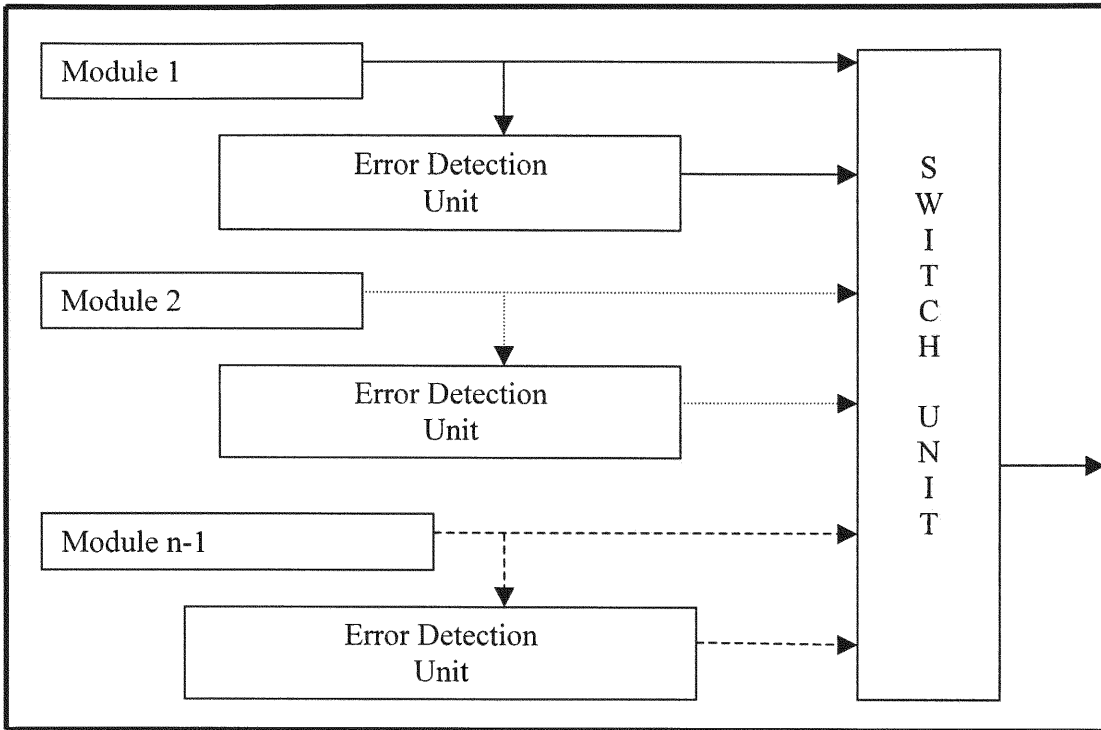 Module 1
Error Detection
Unit
Module 2
Error Detection
Unit
Module n-1
Error Detection
Unit
S
W
I
T
C
H
U
N
I
T